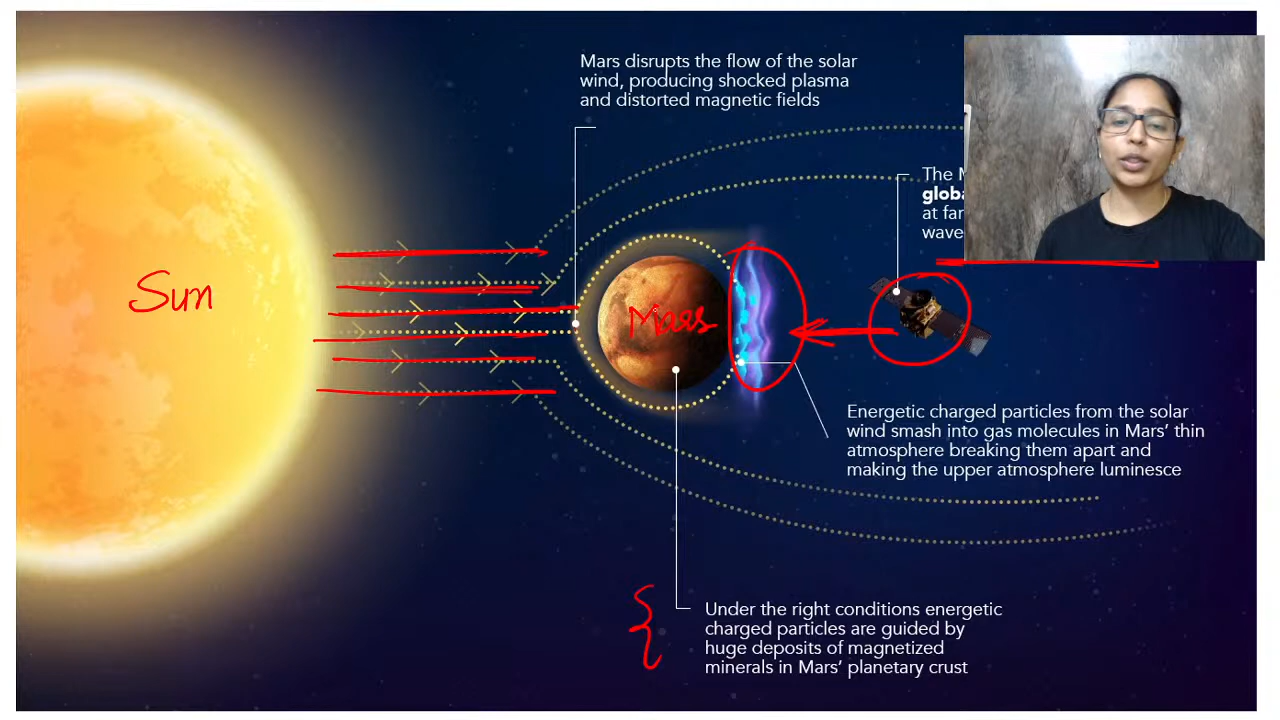 Mars disrupts the flow of the solar
wind, producing shocked plasma
and distorted magnetic fields
The M
globa
at far
wave
Sun
Mars
Energetic charged particles from the solar
wind smash into gas molecules in Mars’ thin
atmosphere breaking them apart and
making the upper atmosphere luminesce
Under the right conditions energetic
charged particles are guided by
huge deposits of magnetized
minerals in Mars’ planetary crust